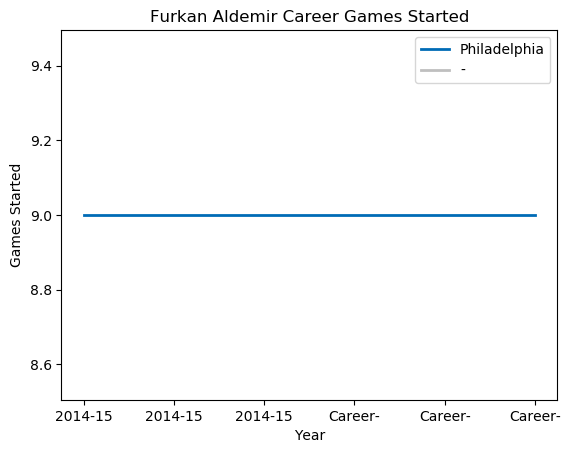 Furkan Aldemir Career Games Started
Philadelphia
-
9.4
9.2
9.0
8.8
8.6
Games Started
2014-15 2014-15 2014-15 Career- Career- Career-
Year